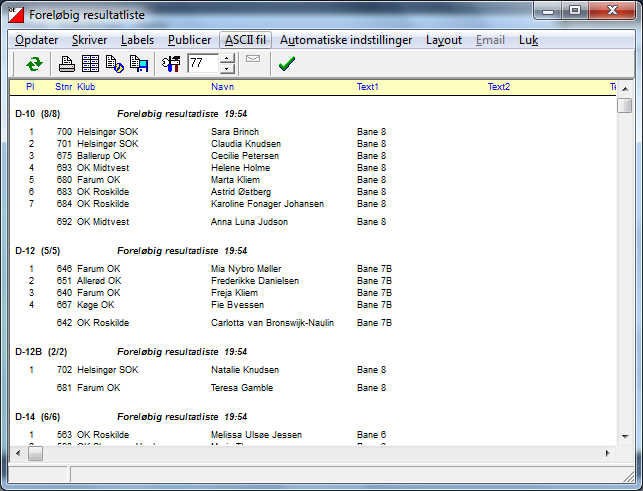 Foreløbig resultatliste
Opdater Skriver Labels Publicer ASCII fil Automatiske indstillinger Layout Email Luk
77
Pl Stnr Klub Navn Text1 Text2
D-10 (8/8) Foreløbig resultatliste 19:54
1 700 Helsingør SOK Sara Brinch Bane 8
2 701 Helsingør SOK Claudia Knudsen Bane 8
3 675 Ballerup OK Cecilie Petersen Bane 8
4 693 OK Midtvest Helene Holme Bane 8
5 680 Farum OK Marta Kliem Bane 8
6 683 OK Roskilde Astrid Østberg Bane 8
7 684 OK Roskilde Karoline Fonager Johansen Bane 8
692 OK Midtvest Anna Luna Judson Bane 8
D-12 (5/5) Foreløbig resultatliste 19:54
1 646 Farum OK Mia Nybro Møller Bane 7B
2 651 Allerød OK Frederikke Danielsen Bane 7B
3 640 Farum OK Freja Kliem Bane 7B
4 667 Køge OK Fie Bvessen Bane 7B
642 OK Roskilde Carlotta van Bronswijk-Naulin Bane 7B
D-12B (2/2) Foreløbig resultatliste 19:54
1 702 Helsingør SOK Natalie Knudsen Bane 8
681 Farum OK Teresa Gamble Bane 8
D-14 (6/6) Foreløbig resultatliste 19:54
1 563 OK Roskilde Melissa Ulsøe Jessen Bane 6